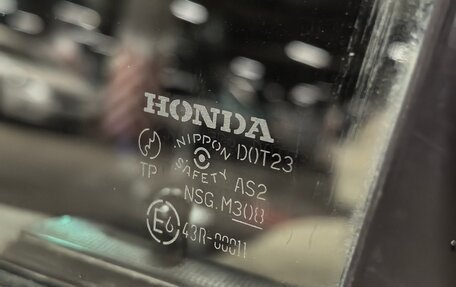 HONDA
NIPPON DOT23
SAFETY AS2
TP NSG. M308
E6 43R-00011